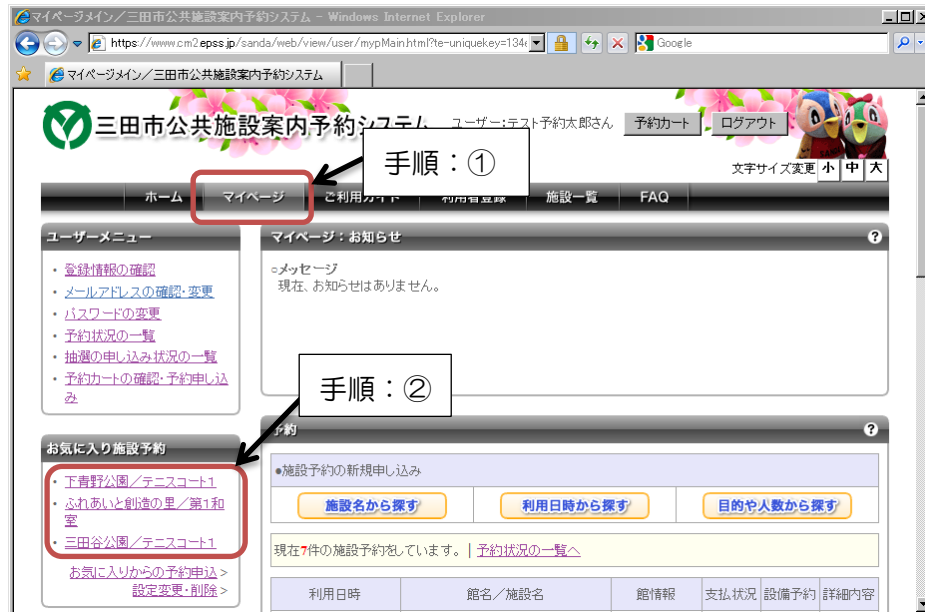 マイページメイン／三田市公共施設案内予約システム - Windows Internet Explorer
https://www.cm2.epss.jp/sanda/web/view/user/mypMain.html?te-uniquekey=134
Google
マイページメイン／三田市公共施設案内予約システム
三田市公共施設案内予約システム
ユーザー：テスト予約太郎さん
予約カート
ログアウト
文字サイズ変更 小 中 大
手順：①
ホーム マイページ ご利用ガイド 利用者登録 施設一覧 FAQ
ユーザーメニュー
・登録情報の確認
・メールアドレスの確認・変更
・パスワードの変更
・予約状況の一覧
・抽選の申し込み状況の一覧
・予約カートの確認・予約申し込
み
マイページ：お知らせ ?
○メッセージ
現在、お知らせはありません。
手順：②
お気に入り施設予約
・下青野公園／テニスコート1
・ふれあいと創造の里／第1和
室
・三田谷公園／テニスコート1
お気に入りからの予約申込＞
設定変更・削除＞
予約 ?
●施設予約の新規申し込み
施設名から探す 利用日時から探す 目的や人数から探す
現在7件の施設予約をしています。| 予約状況の一覧へ
利用日時 館名／施設名 館情報 支払状況 設備予約 詳細内容